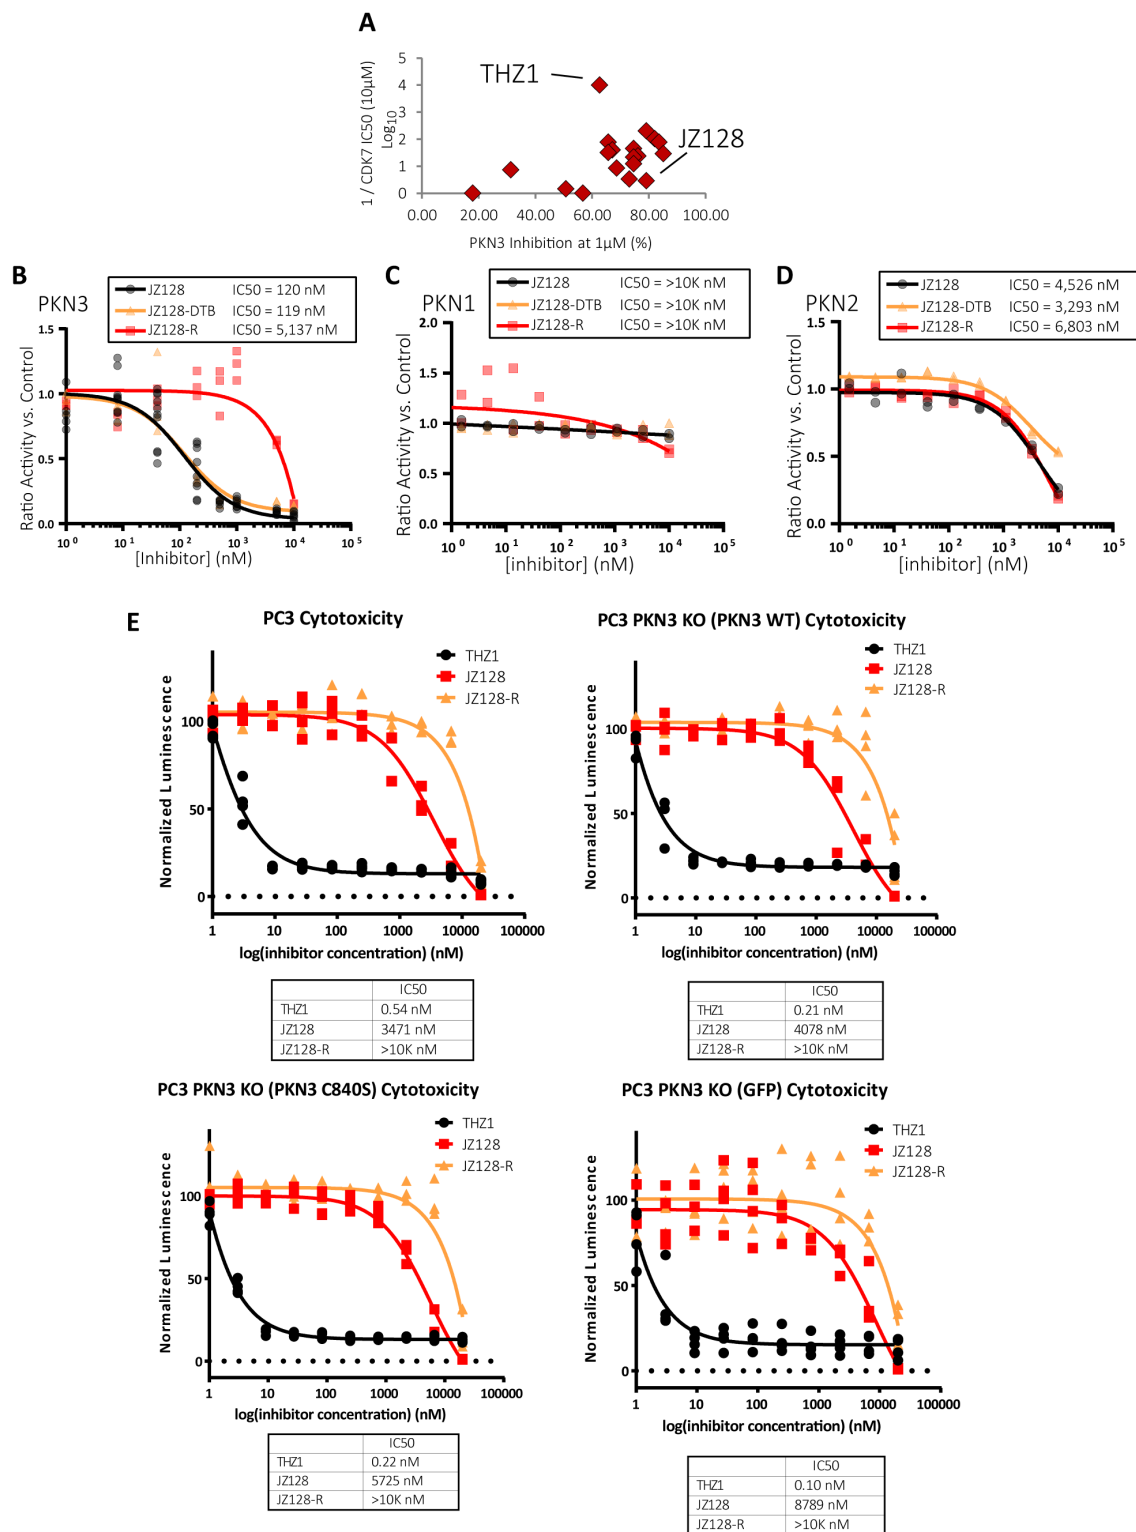 A
THZ1
JZ128
1 / CDK7 IC50 (10µM)
Log10
5
4
3
2
1
0
0.00 20.00 40.00 60.00 80.00 100.00
PKN3 Inhibition at 1µM (%)
B
PKN3
JZ128 IC50 = 120 nM
JZ128-DTB IC50 = 119 nM
JZ128-R IC50 = 5,137 nM
Ratio Activity vs. Control
1.5
1.0
0.5
0.0
10^0 10^1 10^2 10^3 10^4 10^5
[Inhibitor] (nM)
C
PKN1
JZ128 IC50 = >10K nM
JZ128-DTB IC50 = >10K nM
JZ128-R IC50 = >10K nM
Ratio Activity vs. Control
2.0
1.5
1.0
0.5
0.0
10^0 10^1 10^2 10^3 10^4 10^5
[inhibitor] (nM)
D
PKN2
JZ128 IC50 = 4,526 nM
JZ128-DTB IC50 = 3,293 nM
JZ128-R IC50 = 6,803 nM
Ratio Activity vs. Control
1.5
1.0
0.5
0.0
10^0 10^1 10^2 10^3 10^4 10^5
[inhibitor] (nM)
E
PC3 Cytotoxicity
THZ1
JZ128
JZ128-R
Normalized Luminescence
100
50
0
1 10 100 1000 10000 100000
log(inhibitor concentration) (nM)
IC50
THZ1 0.54 nM
JZ128 3471 nM
JZ128-R >10K nM
PC3 PKN3 KO (PKN3 WT) Cytotoxicity
THZ1
JZ128
JZ128-R
Normalized Luminescence
100
50
0
1 10 100 1000 10000 100000
log(inhibitor concentration) (nM)
IC50
THZ1 0.21 nM
JZ128 4078 nM
JZ128-R >10K nM
PC3 PKN3 KO (PKN3 C840S) Cytotoxicity
THZ1
JZ128
JZ128-R
Normalized Luminescence
100
50
0
1 10 100 1000 10000 100000
log(inhibitor concentration) (nM)
IC50
THZ1 0.22 nM
JZ128 5725 nM
JZ128-R >10K nM
PC3 PKN3 KO (GFP) Cytotoxicity
THZ1
JZ128
JZ128-R
Normalized Luminescence
100
50
0
1 10 100 1000 10000 100000
log(inhibitor concentration) (nM)
IC50
THZ1 0.10 nM
JZ128 8789 nM
JZ128-R >10K nM